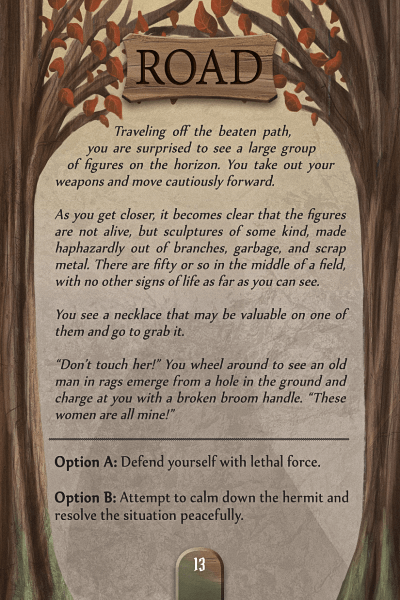 ROAD
Traveling off the beaten path,
you are surprised to see a large group
of figures on the horizon. You take out your
weapons and move cautiously forward.
As you get closer, it becomes clear that the figures
are not alive, but sculptures of some kind, made
haphazardly out of branches, garbage, and scrap
metal. There are fifty or so in the middle of a field,
with no other signs of life as far as you can see.
You see a necklace that may be valuable on one of
them and go to grab it.
“Don’t touch her!” You wheel around to see an old
man in rags emerge from a hole in the ground and
charge at you with a broken broom handle. “These
women are all mine!”
Option A: Defend yourself with lethal force.
Option B: Attempt to calm down the hermit and
resolve the situation peacefully.
13